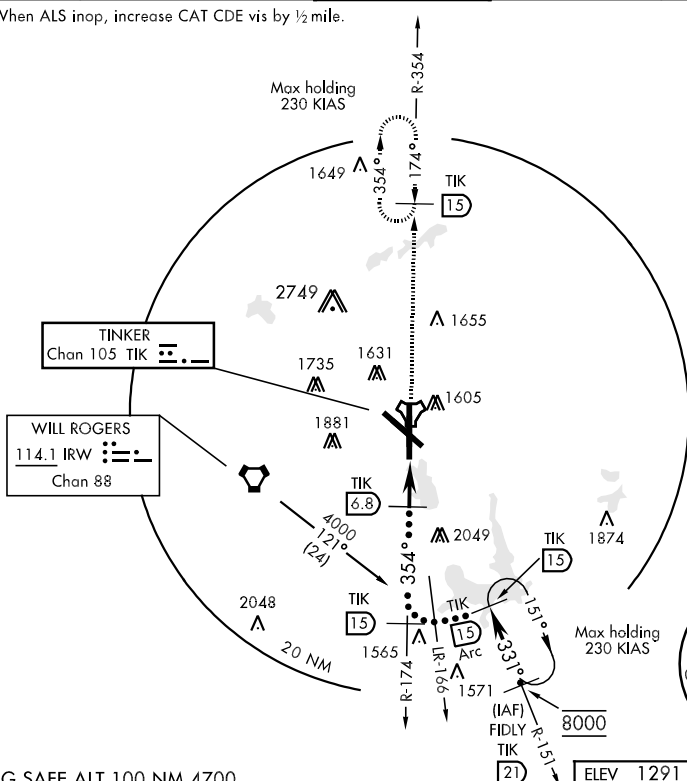 When ALS inop, increase CAT CDE vis by ½ mile.
R-354
Max holding
230 KIAS
354°
174°
1649
TIK
15
2749
1655
TINKER
Chan 105 TIK
1735
1631
1605
WILL ROGERS
114.1 IRW
Chan 88
1881
TIK
6.8
4000
121°
(24)
354°
2049
1874
TIK
15
2048
TIK
15
TIK
15
Arc
151°
331°
Max holding
230 KIAS
20 NM
1565
R-174
LR-166
1571
(IAF)
FIDLY
TIK
21
8000
R-151
G SAFE ALT 100 NM 4700
ELEV 1291